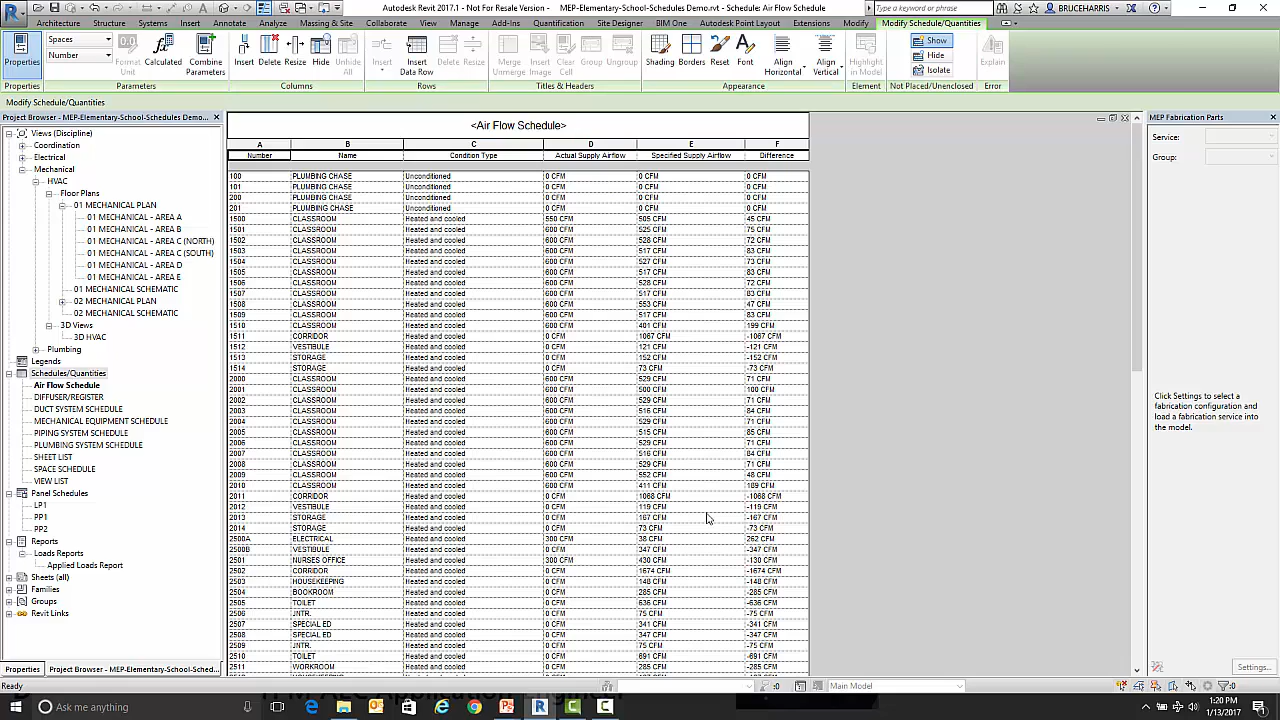 Autodesk Revit 2017.1 - Not For Resale Version - MEP-Elementary-School-Schedules Demo.rvt - Schedule: Air Flow Schedule
Type a keyword or phrase
BRUCEHARRIS
Architecture Structure Systems Insert Annotate Analyze Massing & Site Collaborate View Manage Add-Ins Quantification Site Designer BIM One Autodesk Point Layout Extensions Modify Modify Schedule/Quantities
Spaces
Number
Properties
Format Unit
Calculated
Combine Parameters
Insert
Delete
Resize
Hide
Unhide All
Insert
Insert Data Row
Delete
Resize
Merge Unmerge
Insert Image
Clear Cell
Group
Ungroup
Shading
Borders
Reset
Font
Align Horizontal
Align Vertical
Highlight in Model
Show
Hide
Isolate
Explain
Properties Parameters Columns Rows Titles & Headers Appearance Element Not Placed/Unenclosed Error
Modify Schedule/Quantities
Project Browser - MEP-Elementary-School-Schedules Demo...
Views (Discipline)
Coordination
Electrical
Mechanical
HVAC
Floor Plans
01 MECHANICAL PLAN
01 MECHANICAL - AREA A
01 MECHANICAL - AREA B
01 MECHANICAL - AREA C (NORTH)
01 MECHANICAL - AREA C (SOUTH)
01 MECHANICAL - AREA D
01 MECHANICAL - AREA E
01 MECHANICAL SCHEMATIC
02 MECHANICAL PLAN
02 MECHANICAL SCHEMATIC
3D Views
3D HVAC
Plumbing
Legends
Schedules/Quantities
Air Flow Schedule
DIFFUSER/REGISTER
DUCT SYSTEM SCHEDULE
MECHANICAL EQUIPMENT SCHEDULE
PIPING SYSTEM SCHEDULE
PLUMBING SYSTEM SCHEDULE
SHEET LIST
SPACE SCHEDULE
VIEW LIST
Panel Schedules
LP1
PP1
PP2
Reports
Loads Reports
Applied Loads Report
Sheets (all)
Families
Groups
Revit Links
Properties
Project Browser - MEP-Elementary-School-Sched...
<Air Flow Schedule>
A B C D E F
Number Name Condition Type Actual Supply Airflow Specified Supply Airflow Difference
100 PLUMBING CHASE Unconditioned 0 CFM 0 CFM 0 CFM
101 PLUMBING CHASE Unconditioned 0 CFM 0 CFM 0 CFM
200 PLUMBING CHASE Unconditioned 0 CFM 0 CFM 0 CFM
201 PLUMBING CHASE Unconditioned 0 CFM 0 CFM 0 CFM
1500 CLASSROOM Heated and cooled 550 CFM 505 CFM 45 CFM
1501 CLASSROOM Heated and cooled 600 CFM 525 CFM 75 CFM
1502 CLASSROOM Heated and cooled 600 CFM 528 CFM 72 CFM
1503 CLASSROOM Heated and cooled 600 CFM 517 CFM 83 CFM
1504 CLASSROOM Heated and cooled 600 CFM 527 CFM 73 CFM
1505 CLASSROOM Heated and cooled 600 CFM 517 CFM 83 CFM
1506 CLASSROOM Heated and cooled 600 CFM 528 CFM 72 CFM
1507 CLASSROOM Heated and cooled 600 CFM 517 CFM 83 CFM
1508 CLASSROOM Heated and cooled 600 CFM 553 CFM 47 CFM
1509 CLASSROOM Heated and cooled 600 CFM 517 CFM 83 CFM
1510 CLASSROOM Heated and cooled 600 CFM 401 CFM 199 CFM
1511 CORRIDOR Heated and cooled 0 CFM 1087 CFM -1087 CFM
1512 VESTIBULE Heated and cooled 0 CFM 121 CFM -121 CFM
1513 STORAGE Heated and cooled 0 CFM 152 CFM -152 CFM
1514 STORAGE Heated and cooled 0 CFM 73 CFM -73 CFM
2000 CLASSROOM Heated and cooled 600 CFM 529 CFM 71 CFM
2001 CLASSROOM Heated and cooled 600 CFM 500 CFM 100 CFM
2002 CLASSROOM Heated and cooled 600 CFM 529 CFM 71 CFM
2003 CLASSROOM Heated and cooled 600 CFM 516 CFM 84 CFM
2004 CLASSROOM Heated and cooled 600 CFM 529 CFM 71 CFM
2005 CLASSROOM Heated and cooled 600 CFM 515 CFM 85 CFM
2006 CLASSROOM Heated and cooled 600 CFM 529 CFM 71 CFM
2007 CLASSROOM Heated and cooled 600 CFM 516 CFM 84 CFM
2008 CLASSROOM Heated and cooled 600 CFM 529 CFM 71 CFM
2009 CLASSROOM Heated and cooled 600 CFM 552 CFM 48 CFM
2010 CLASSROOM Heated and cooled 600 CFM 411 CFM 189 CFM
2011 CORRIDOR Heated and cooled 0 CFM 1068 CFM -1068 CFM
2012 VESTIBULE Heated and cooled 0 CFM 119 CFM -119 CFM
2013 STORAGE Heated and cooled 0 CFM 167 CFM -167 CFM
2014 STORAGE Heated and cooled 0 CFM 73 CFM -73 CFM
2500A ELECTRICAL Heated and cooled 300 CFM 38 CFM 262 CFM
2500B VESTIBULE Heated and cooled 0 CFM 347 CFM -347 CFM
2501 NURSES OFFICE Heated and cooled 300 CFM 430 CFM -130 CFM
2502 CORRIDOR Heated and cooled 0 CFM 1674 CFM -1674 CFM
2503 HOUSEKEEPING Heated and cooled 0 CFM 148 CFM -148 CFM
2504 BOOKROOM Heated and cooled 0 CFM 285 CFM -285 CFM
2505 TOILET Heated and cooled 0 CFM 636 CFM -636 CFM
2506 JNTR. Heated and cooled 0 CFM 75 CFM -75 CFM
2507 SPECIAL ED Heated and cooled 0 CFM 341 CFM -341 CFM
2508 SPECIAL ED Heated and cooled 0 CFM 347 CFM -347 CFM
2509 JNTR. Heated and cooled 0 CFM 75 CFM -75 CFM
2510 TOILET Heated and cooled 0 CFM 691 CFM -691 CFM
2511 WORKROOM Heated and cooled 0 CFM 285 CFM -285 CFM
MEP Fabrication Parts
Service:
Group:
Click Settings to select a
fabrication configuration and
load a fabrication service into
the model.
Settings...
Ready
:0
Main Model
:0
Ask me anything
1:20 PM
1/13/2017